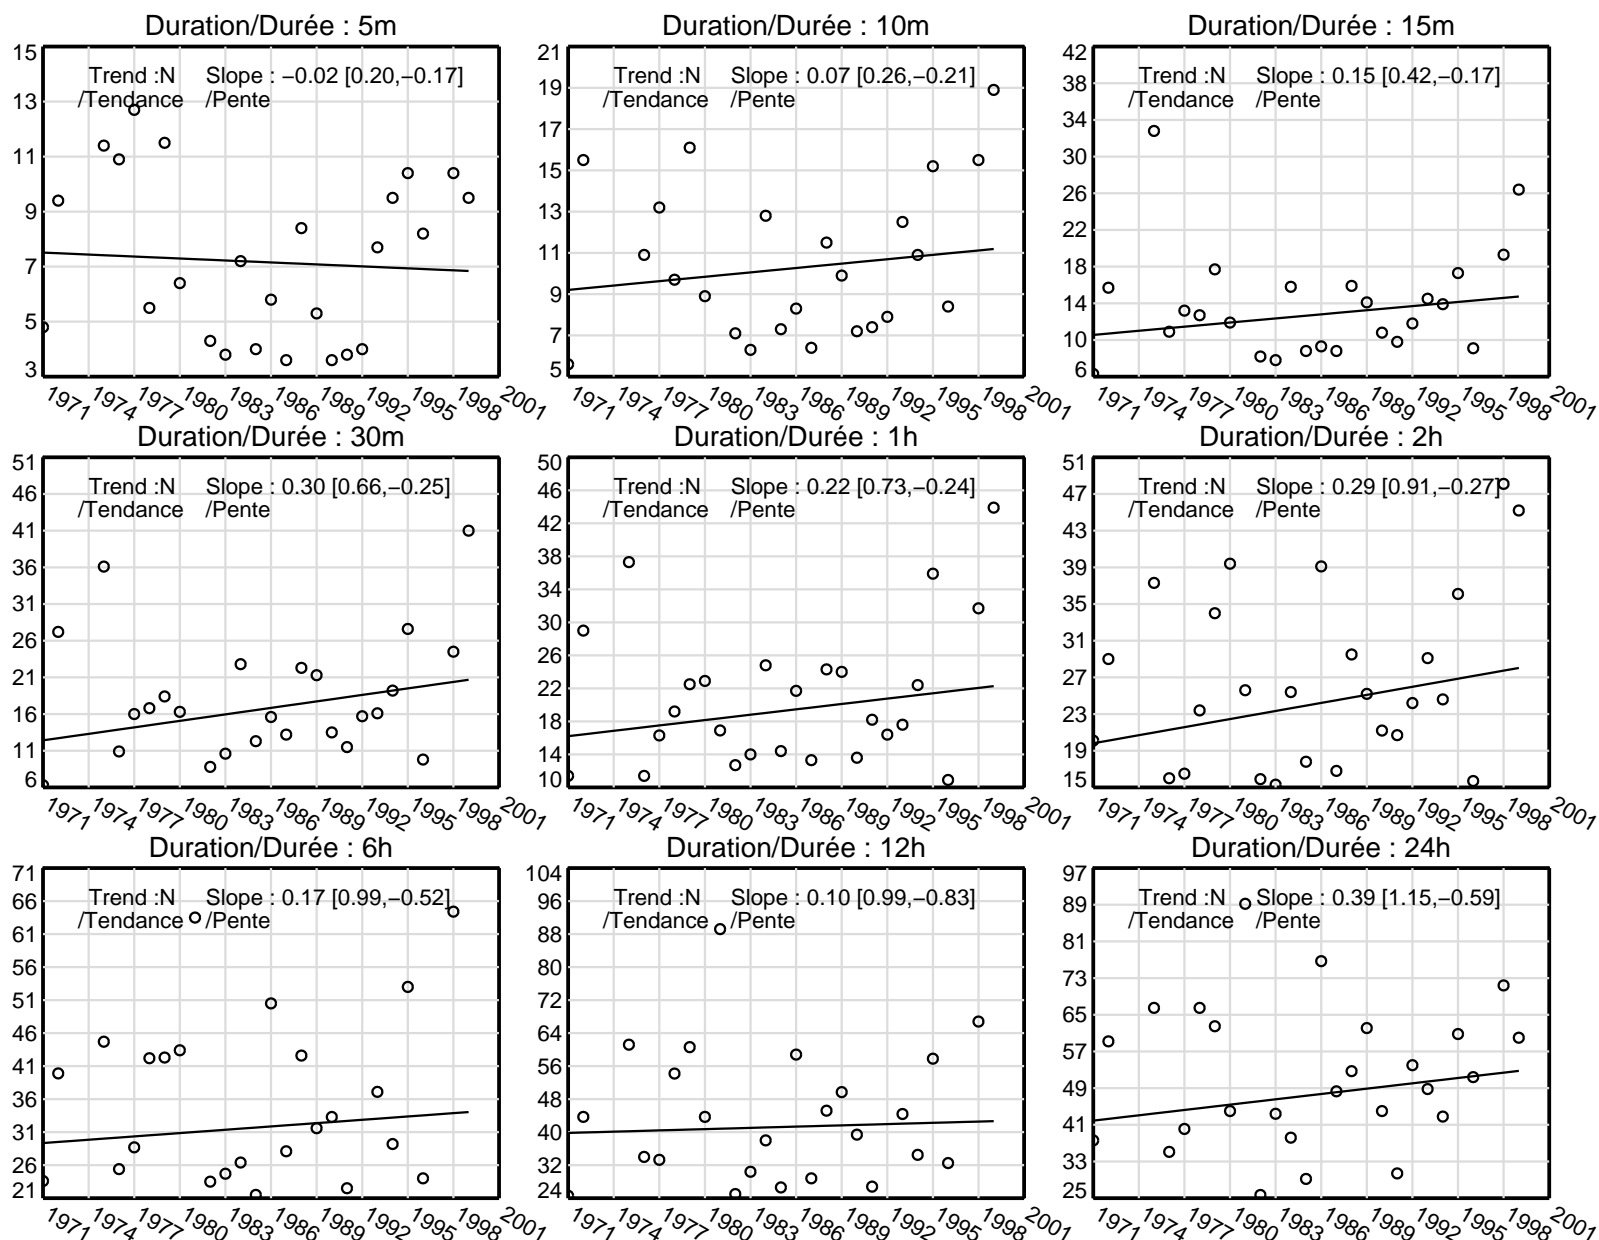 Duration/Durée : 5m
15
13
11
9
7
5
3
Trend :N Slope : −0.02 [0.20,−0.17]
/Tendance /Pente
1971 1974 1977 1980 1983 1986 1989 1992 1995 1998 2001
Duration/Durée : 10m
21
19
17
15
13
11
9
7
5
Trend :N Slope : 0.07 [0.26,−0.21]
/Tendance /Pente
1971 1974 1977 1980 1983 1986 1989 1992 1995 1998 2001
Duration/Durée : 15m
42
38
34
30
26
22
18
14
10
6
Trend :N Slope : 0.15 [0.42,−0.17]
/Tendance /Pente
1971 1974 1977 1980 1983 1986 1989 1992 1995 1998 2001
Duration/Durée : 30m
51
46
41
36
31
26
21
16
11
6
Trend :N Slope : 0.30 [0.66,−0.25]
/Tendance /Pente
1971 1974 1977 1980 1983 1986 1989 1992 1995 1998 2001
Duration/Durée : 1h
50
46
42
38
34
30
26
22
18
14
10
Trend :N Slope : 0.22 [0.73,−0.24]
/Tendance /Pente
1971 1974 1977 1980 1983 1986 1989 1992 1995 1998 2001
Duration/Durée : 2h
51
47
43
39
35
31
27
23
19
15
Trend :N Slope : 0.29 [0.91,−0.27]
/Tendance /Pente
1971 1974 1977 1980 1983 1986 1989 1992 1995 1998 2001
Duration/Durée : 6h
71
66
61
56
51
46
41
36
31
26
21
Trend :N Slope : 0.17 [0.99,−0.52]
/Tendance /Pente
1971 1974 1977 1980 1983 1986 1989 1992 1995 1998 2001
Duration/Durée : 12h
104
96
88
80
72
64
56
48
40
32
24
Trend :N Slope : 0.10 [0.99,−0.83]
/Tendance /Pente
1971 1974 1977 1980 1983 1986 1989 1992 1995 1998 2001
Duration/Durée : 24h
97
89
81
73
65
57
49
41
33
25
Trend :N Slope : 0.39 [1.15,−0.59]
/Tendance /Pente
1971 1974 1977 1980 1983 1986 1989 1992 1995 1998 2001